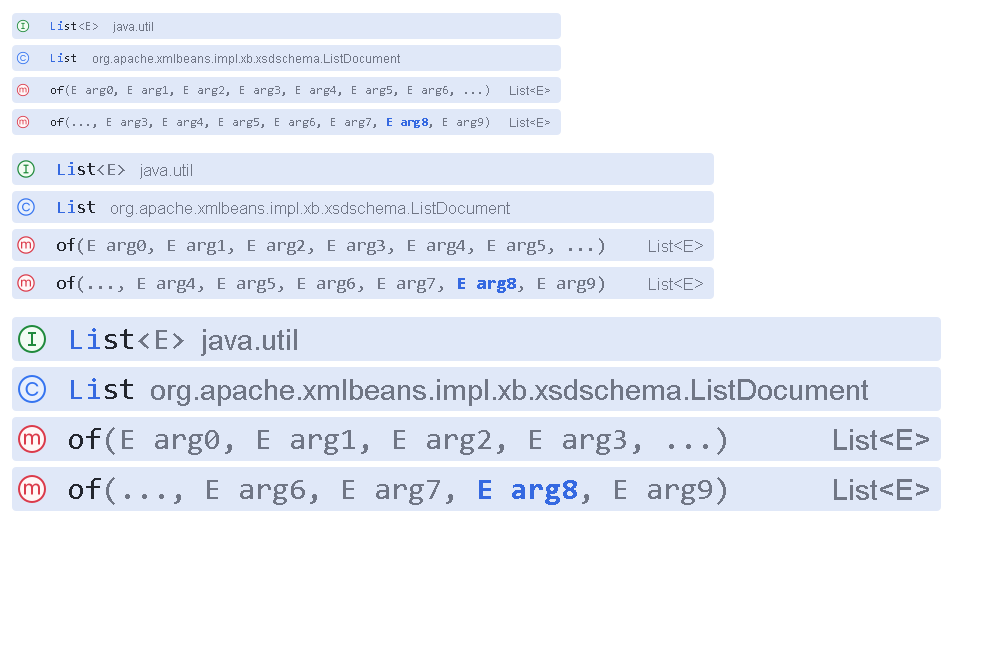 I List<E> java.util
C List org.apache.xmlbeans.impl.xb.xsdschema.ListDocument
m of(E arg0, E arg1, E arg2, E arg3, E arg4, E arg5, E arg6, ...) List<E>
m of(..., E arg3, E arg4, E arg5, E arg6, E arg7, E arg8, E arg9) List<E>
I List<E> java.util
C List org.apache.xmlbeans.impl.xb.xsdschema.ListDocument
m of(E arg0, E arg1, E arg2, E arg3, E arg4, E arg5, ...) List<E>
m of(..., E arg4, E arg5, E arg6, E arg7, E arg8, E arg9) List<E>
I List<E> java.util
C List org.apache.xmlbeans.impl.xb.xsdschema.ListDocument
m of(E arg0, E arg1, E arg2, E arg3, ...) List<E>
m of(..., E arg6, E arg7, E arg8, E arg9) List<E>